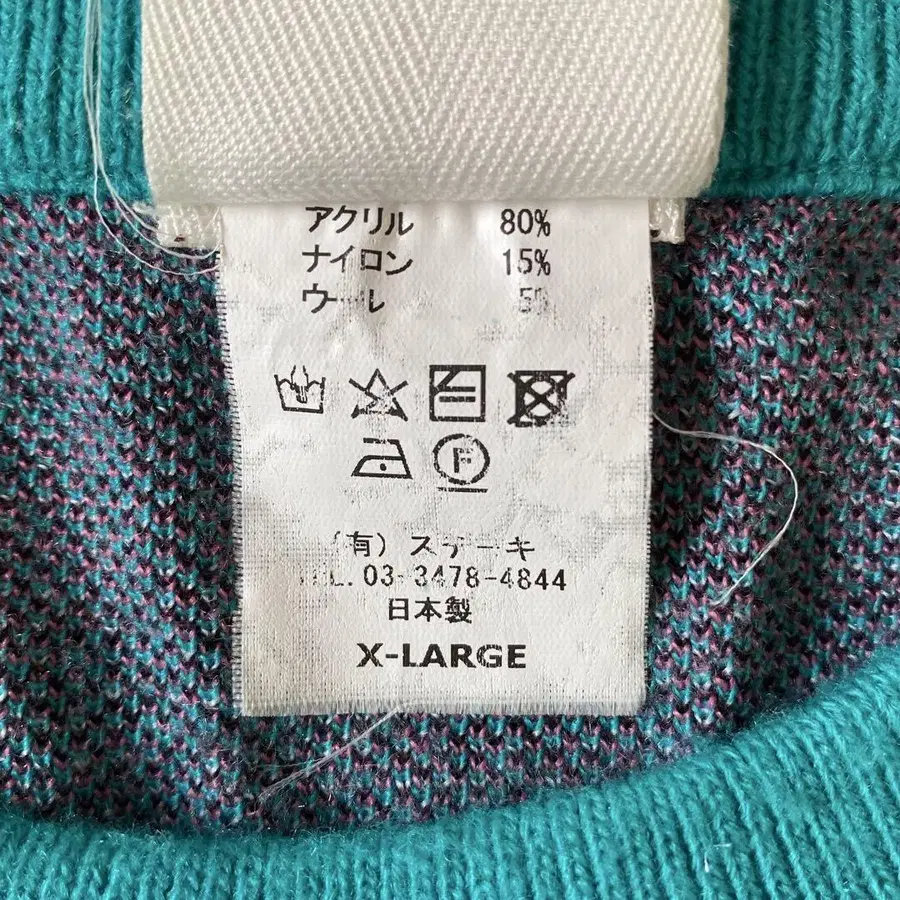 アクリル 80%
ナイロン 15%
ウール 5%
F
(有) ステーキ
TEL. 03-3478-4844
日本製
X-LARGE